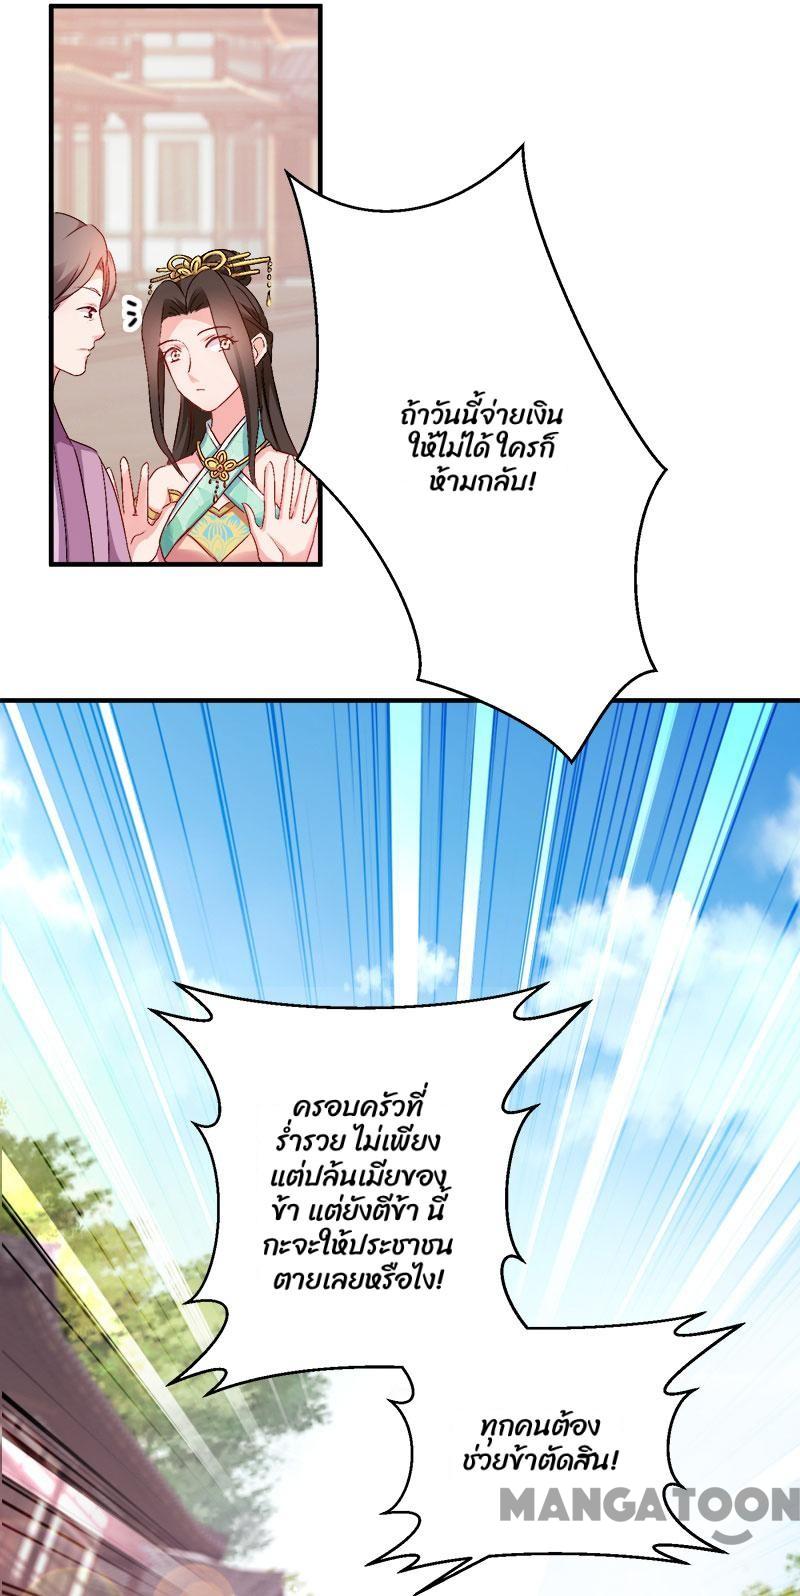 ถ้าวันนี้จ่ายเงิน
ให้ไม่ได้ ใครก็
ห้ามกลับ!
ครอบครัวที่
ร่ำรวย ไม่เพียง
แต่ปล้นเมียของ
ข้า แต่ยังตีข้า นี้
กะจะให้ประชาชน
ตายเลยหรือไง!
ทุกคนต้อง
ช่วยข้าตัดสิน!
MANGATOON